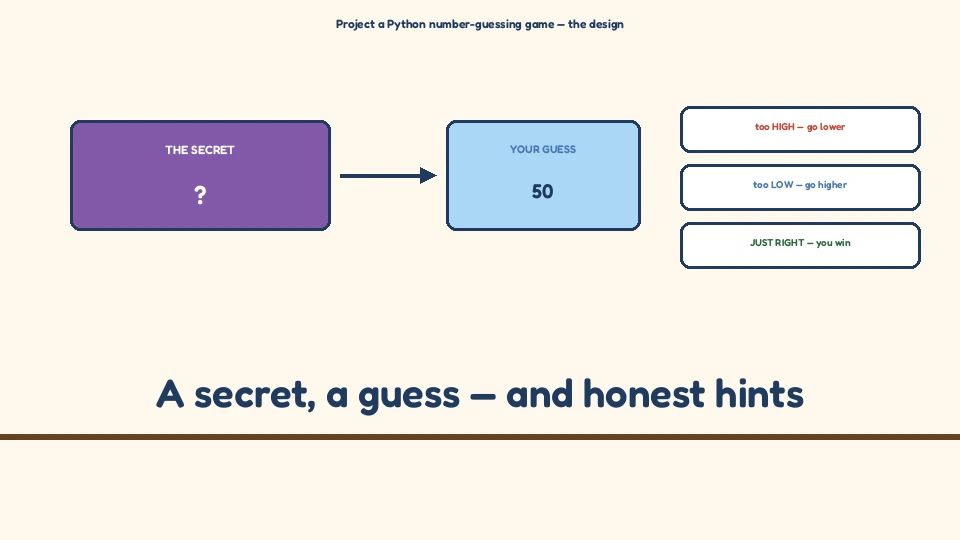 Project a Python number-guessing game — the design
THE SECRET
?
YOUR GUESS
50
too HIGH — go lower
too LOW — go higher
JUST RIGHT — you win
A secret, a guess — and honest hints